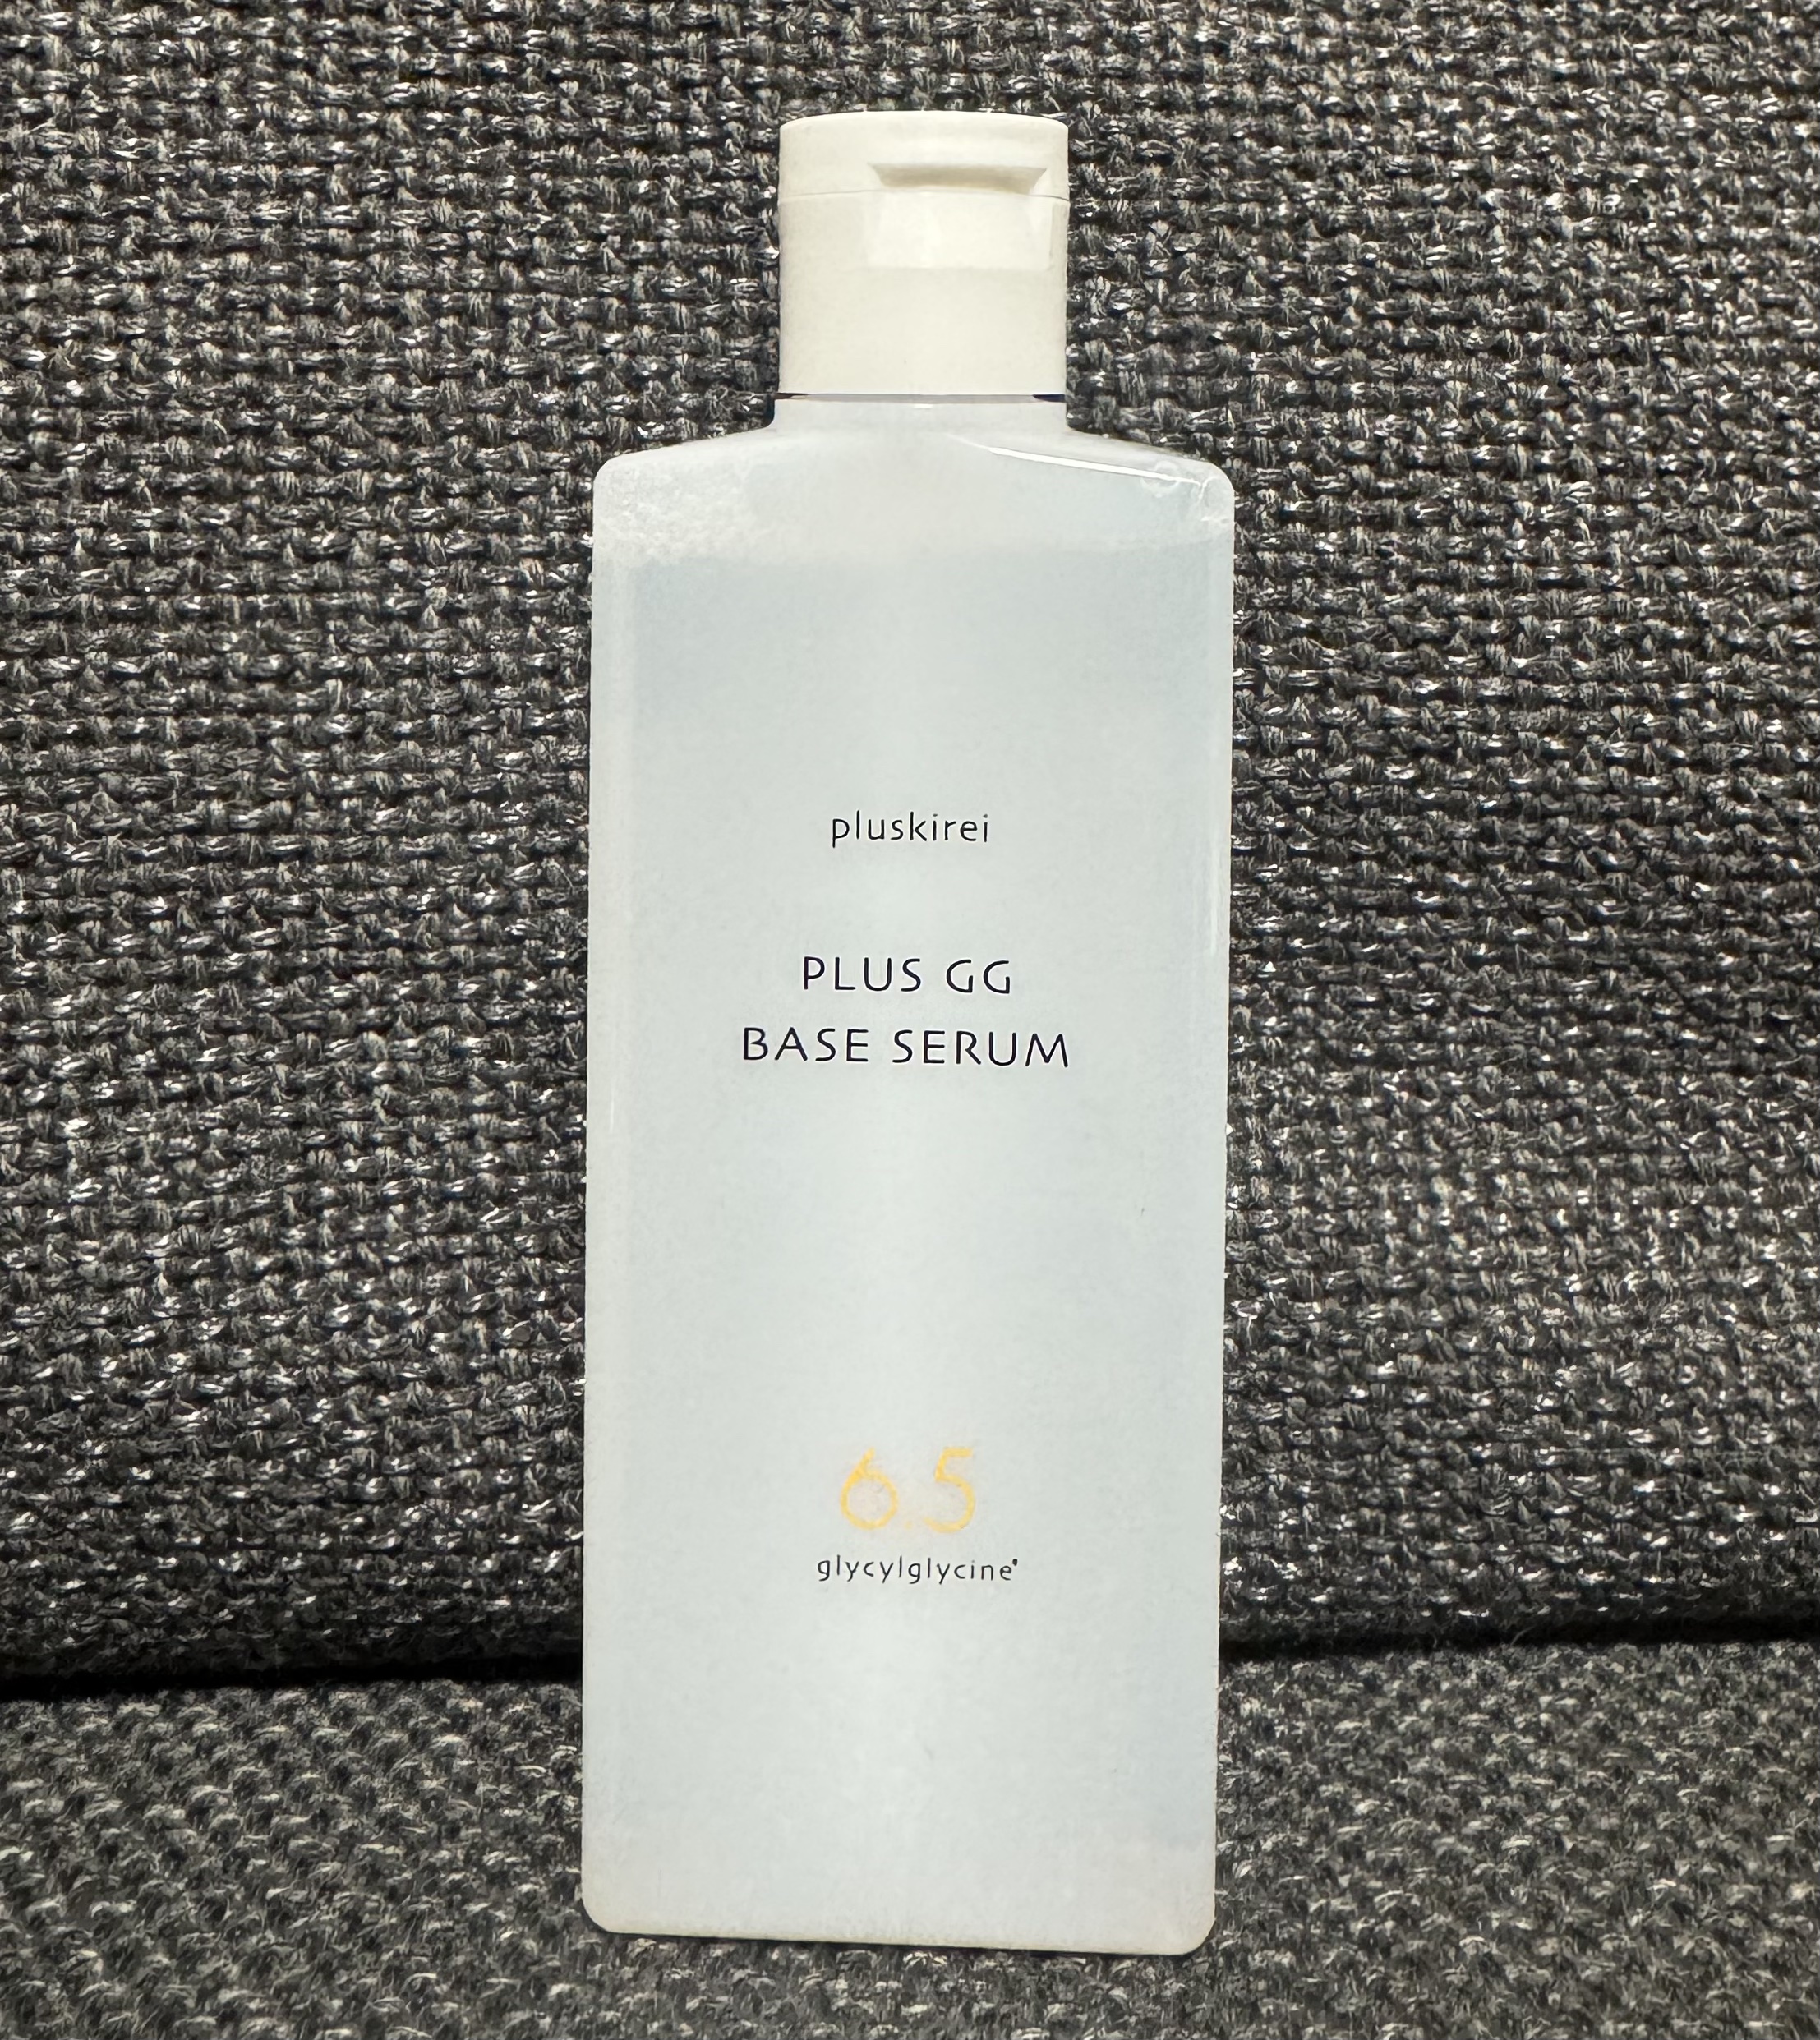 pluskirei
PLUS GG
BASE SERUM
6.5
glycylglycine*